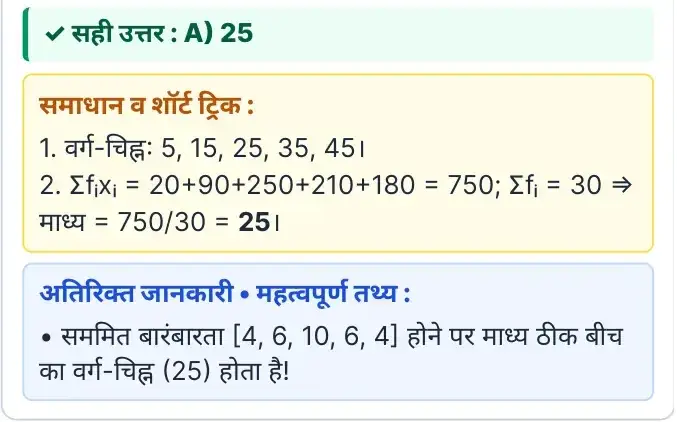 ✓ सही उत्तर : A) 25
समाधान व शॉर्ट ट्रिक :
1. वर्ग-चिह्नः 5, 15, 25, 35, 45।
2. Σfᵢxᵢ = 20+90+250+210+180 = 750; Σfᵢ = 30 ⇒
माध्य = 750/30 = 25।
अतिरिक्त जानकारी • महत्वपूर्ण तथ्य :
• सममित बारंबारता [4, 6, 10, 6, 4] होने पर माध्य ठीक बीच
का वर्ग-चिह्न (25) होता है!